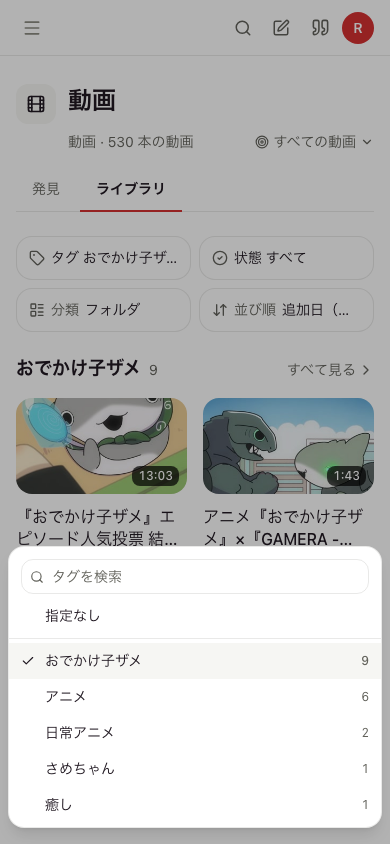 R
動画
動画 · 530 本の動画
すべての動画
発見
ライブラリ
タグ おでかけ子ザ...
状態 すべて
分類 フォルダ
並び順 追加日（...
おでかけ子ザメ 9
すべて見る
13:03
1:43
『おでかけ子ザメ』エ
ピソード人気投票 結...
アニメ『おでかけ子ザ
メ』×『GAMERA -...
タグを検索
指定なし
おでかけ子ザメ 9
アニメ 6
日常アニメ 2
さめちゃん 1
癒し 1